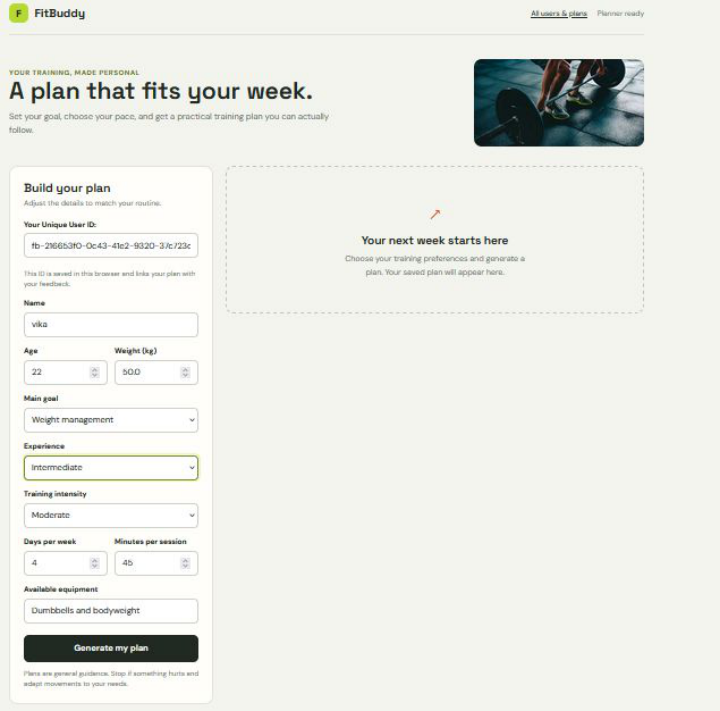 F FitBuddy
All users & plans Planner ready
YOUR TRAINING, MADE PERSONAL
A plan that fits your week.
Set your goal, choose your pace, and get a practical training plan you can actually
follow.
Build your plan
Adjust the details to match your routine.
Your Unique User ID:
fb-216653f0-0c43-41e2-9320-37c723c
This ID is saved in this browser and links your plan with
your feedback.
Name
vika
Age Weight (kg)
22 50.0
Main goal
Weight management
Experience
Intermediate
Training intensity
Moderate
Days per week Minutes per session
4 45
Available equipment
Dumbbells and bodyweight
Generate my plan
Plans are general guidance. Stop if something hurts and
adapt movements to your needs.
↗
Your next week starts here
Choose your training preferences and generate a
plan. Your saved plan will appear here.